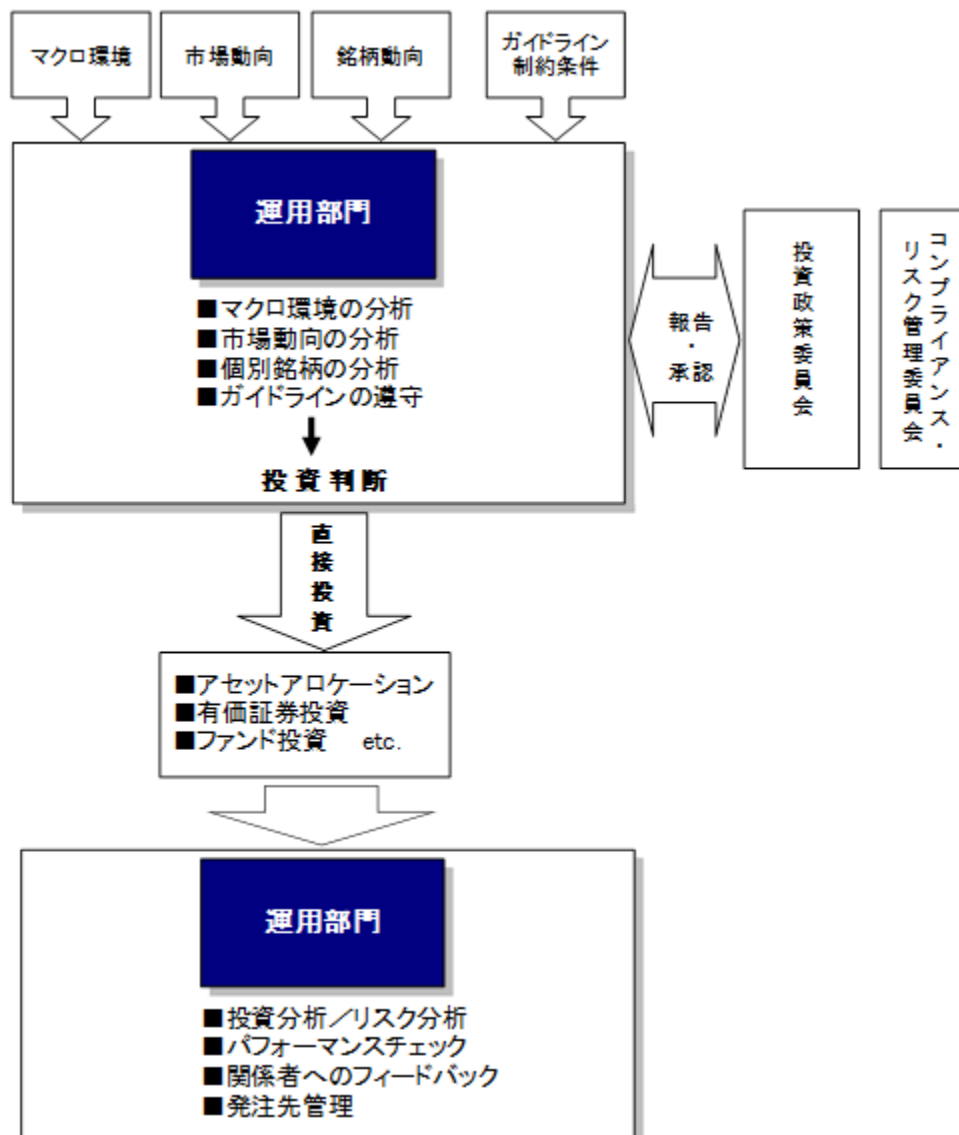 マクロ環境
市場動向
銘柄動向
ガイドライン
制約条件
運用部門
■マクロ環境の分析
■市場動向の分析
■個別銘柄の分析
■ガイドラインの遵守
投資判断
報告
・
承認
投資政策委員会
コンプライアンス・
リスク管理委員会
直接投資
■アセットアロケーション
■有価証券投資
■ファンド投資 etc.
運用部門
■投資分析／リスク分析
■パフォーマンスチェック
■関係者へのフィードバック
■発注先管理